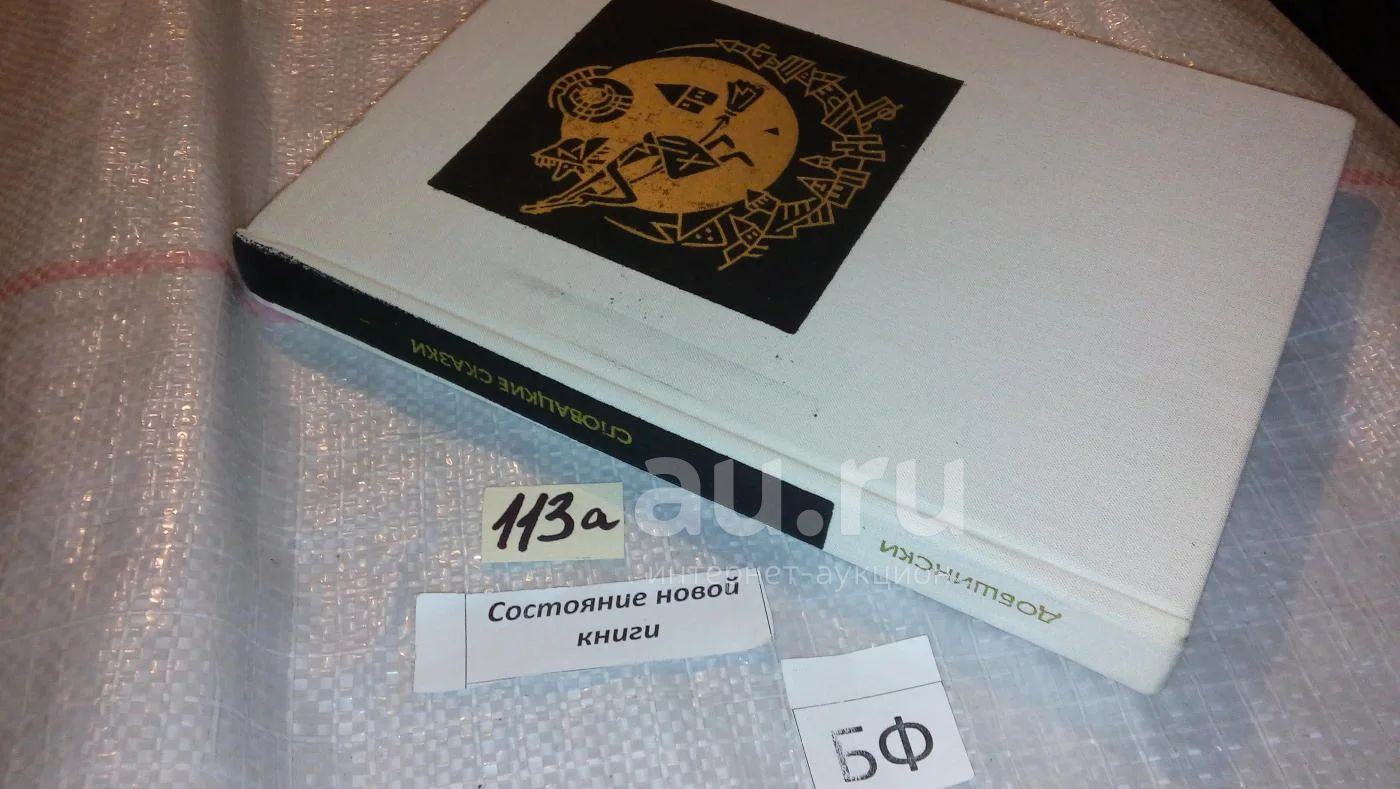 СЛОВАЦКИЕ СКАЗКИ
ДОБШИНСКИ
113а
au.ru
интернет-аукцион
Состояние новой
книги
БФ